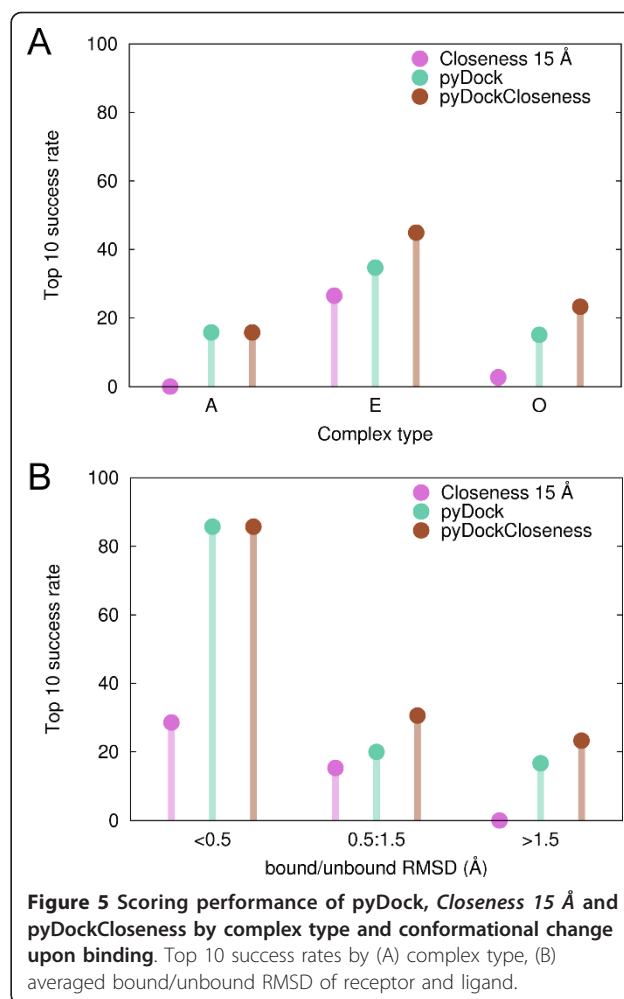 A
100
80
60
40
20
0
Top 10 success rate
Closeness 15 Å
pyDock
pyDockCloseness
A E O
Complex type
B
100
80
60
40
20
0
Top 10 success rate
Closeness 15 Å
pyDock
pyDockCloseness
<0.5 0.5:1.5 >1.5
bound/unbound RMSD (Å)
Figure 5 Scoring performance of pyDock, Closeness 15 Å and
pyDockCloseness by complex type and conformational change
upon binding. Top 10 success rates by (A) complex type, (B)
averaged bound/unbound RMSD of receptor and ligand.